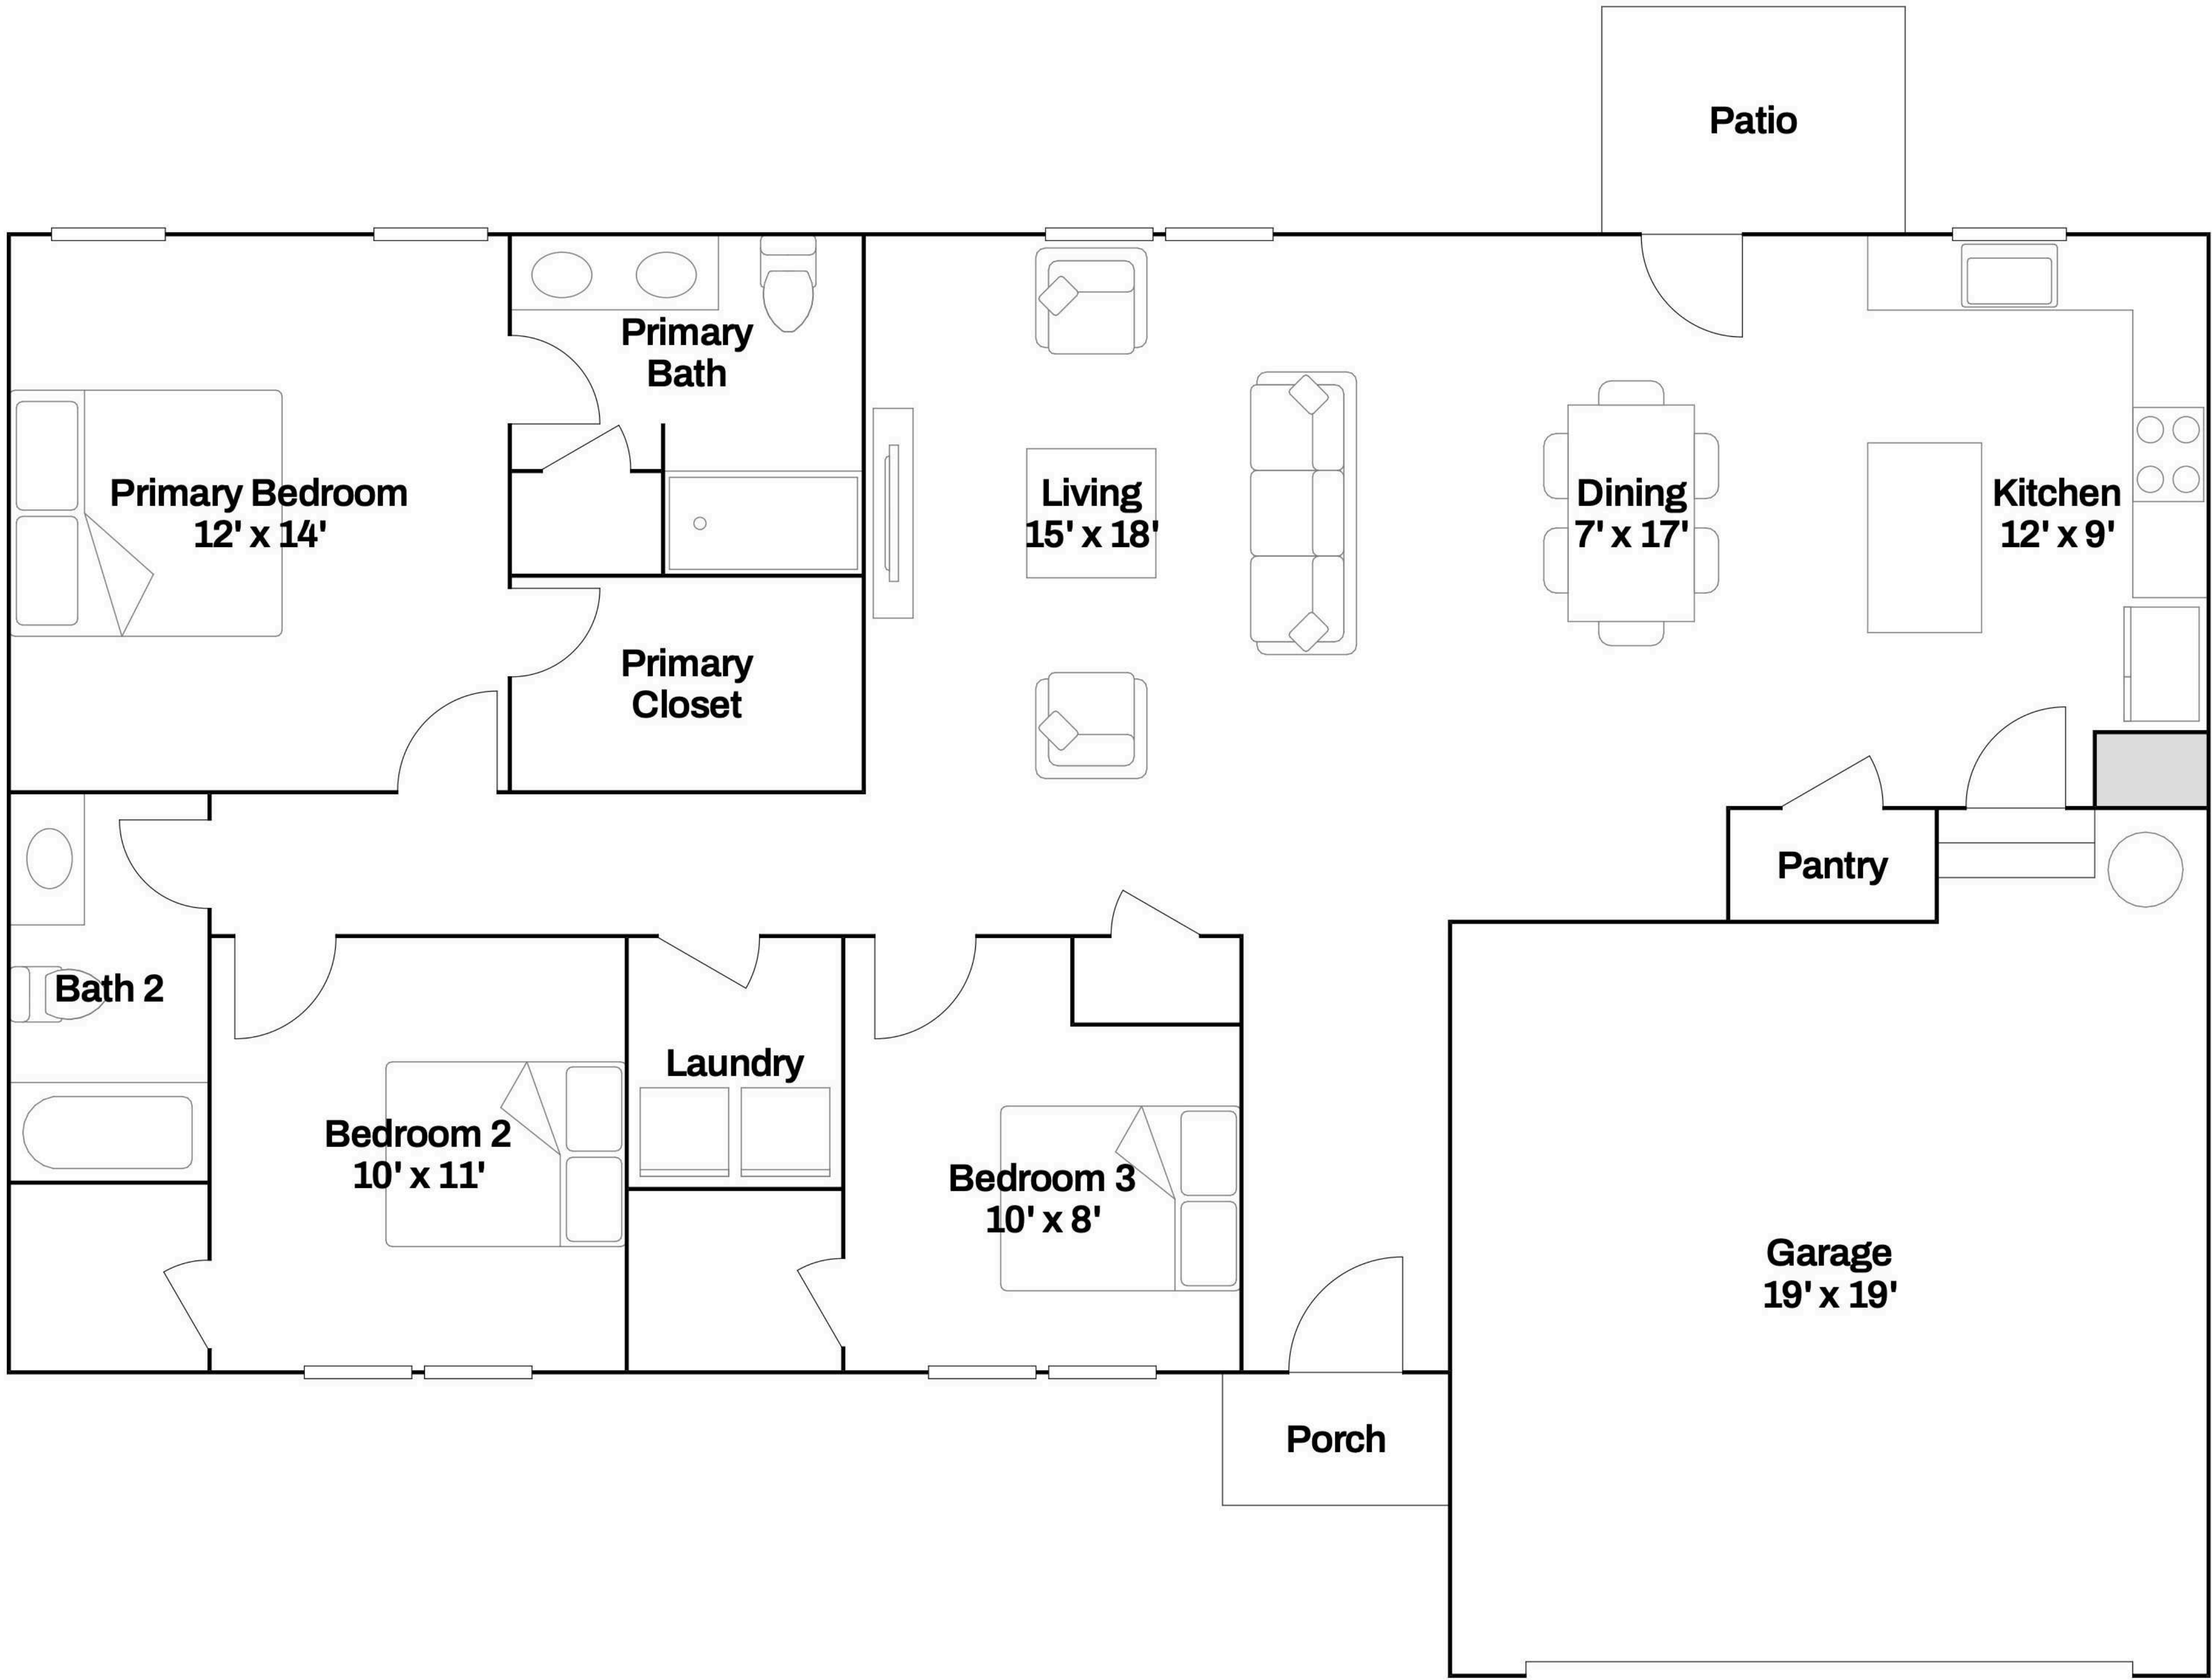 Patio
Primary
Bath
Primary Bedroom
12' x 14'
Living
15' x 18'
Dining
7' x 17'
Kitchen
12' x 9'
Primary
Closet
Pantry
Bath 2
Laundry
Bedroom 2
10' x 11'
Bedroom 3
10' x 8'
Garage
19' x 19'
Porch